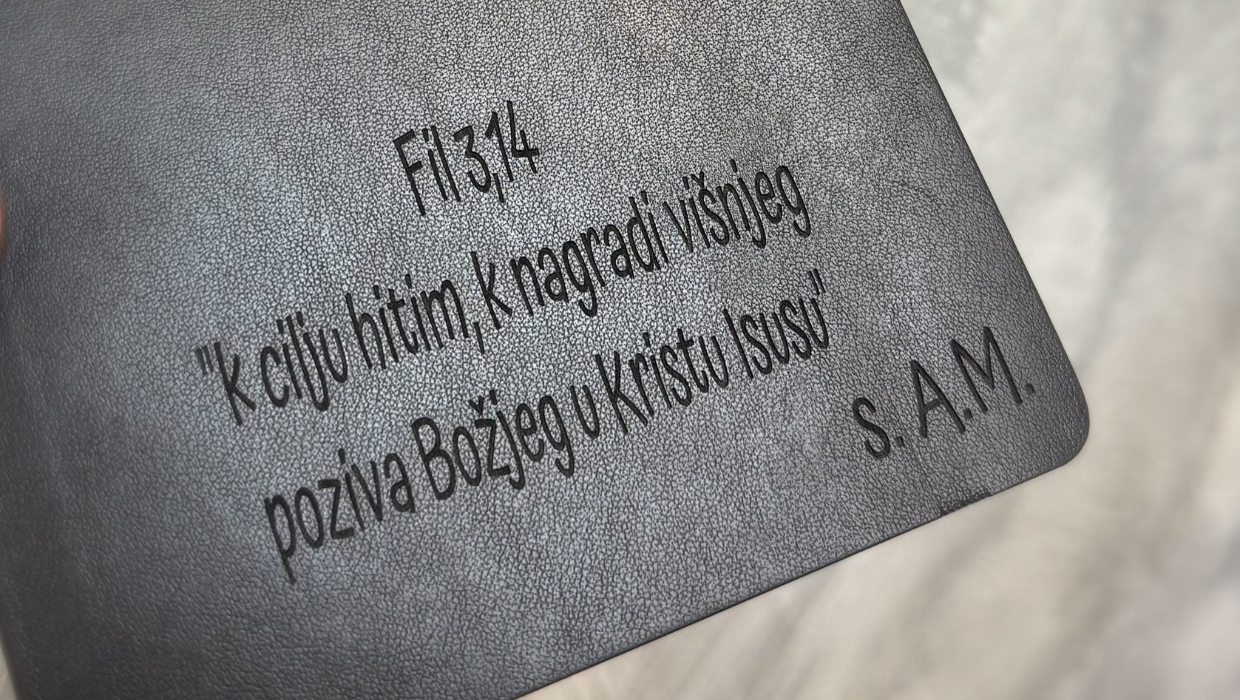 Fil 3,14
"k cilju hitim, k nagradi višnjeg
poziva Božjeg u Kristu Isusu"
s. A.M.